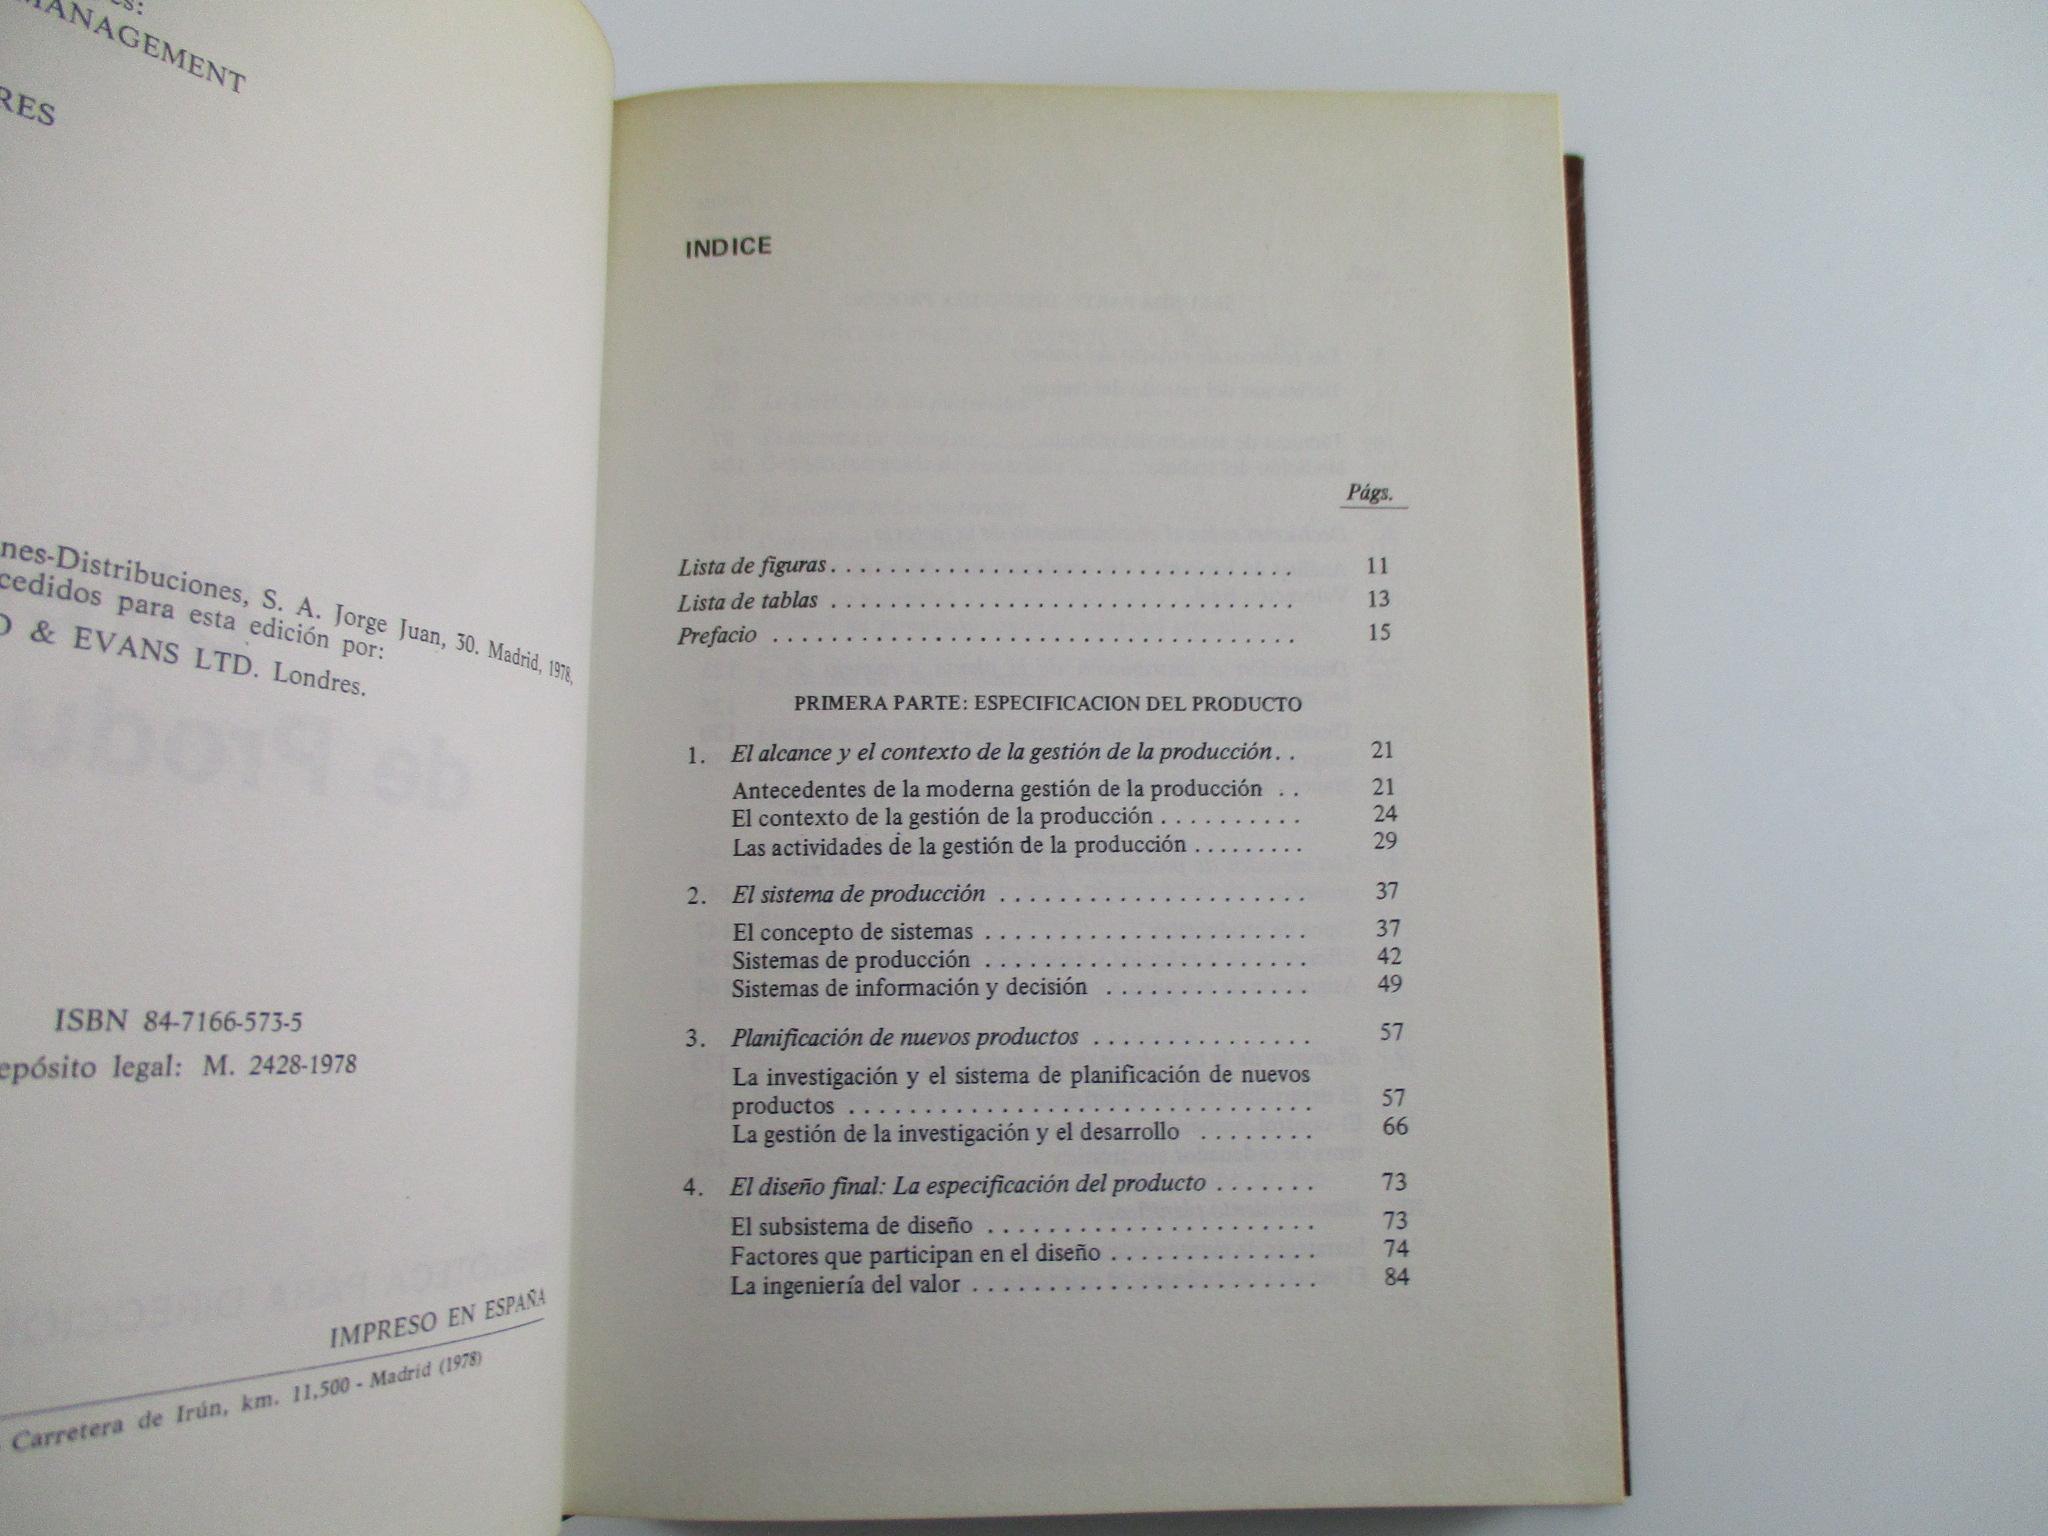 MANAGEMENT
nes-Distribuciones, S. A. Jorge Juan, 30. Madrid, 1978,
cedidos para esta edición por:
& EVANS LTD. Londres.
ISBN 84-7166-573-5
epósito legal: M. 2428-1978
IMPRESO EN ESPAÑA
Carretera de Irún, km. 11,500 - Madrid (1978)
INDICE
Págs.
Lista de figuras. . . . . . . . . . . . . . . . . . . . . . . . . . . . . . . 11
Lista de tablas . . . . . . . . . . . . . . . . . . . . . . . . . . . . . . . 13
Prefacio . . . . . . . . . . . . . . . . . . . . . . . . . . . . . . . . . . . 15
PRIMERA PARTE: ESPECIFICACION DEL PRODUCTO
1. El alcance y el contexto de la gestión de la producción. . 21
Antecedentes de la moderna gestión de la producción . . 21
El contexto de la gestión de la producción . . . . . . . . . . 24
Las actividades de la gestión de la producción . . . . . . . . . 29
2. El sistema de producción . . . . . . . . . . . . . . . . . . . . . 37
El concepto de sistemas . . . . . . . . . . . . . . . . . . . . . . 37
Sistemas de producción . . . . . . . . . . . . . . . . . . . . . . 42
Sistemas de información y decisión . . . . . . . . . . . . . . 49
3. Planificación de nuevos productos . . . . . . . . . . . . . . . 57
La investigación y el sistema de planificación de nuevos
productos . . . . . . . . . . . . . . . . . . . . . . . . . . . . . . . 57
La gestión de la investigación y el desarrollo . . . . . . . . 66
4. El diseño final: La especificación del producto . . . . . . . 73
El subsistema de diseño . . . . . . . . . . . . . . . . . . . . . . 73
Factores que participan en el diseño . . . . . . . . . . . . . . 74
La ingeniería del valor . . . . . . . . . . . . . . . . . . . . . . . 84